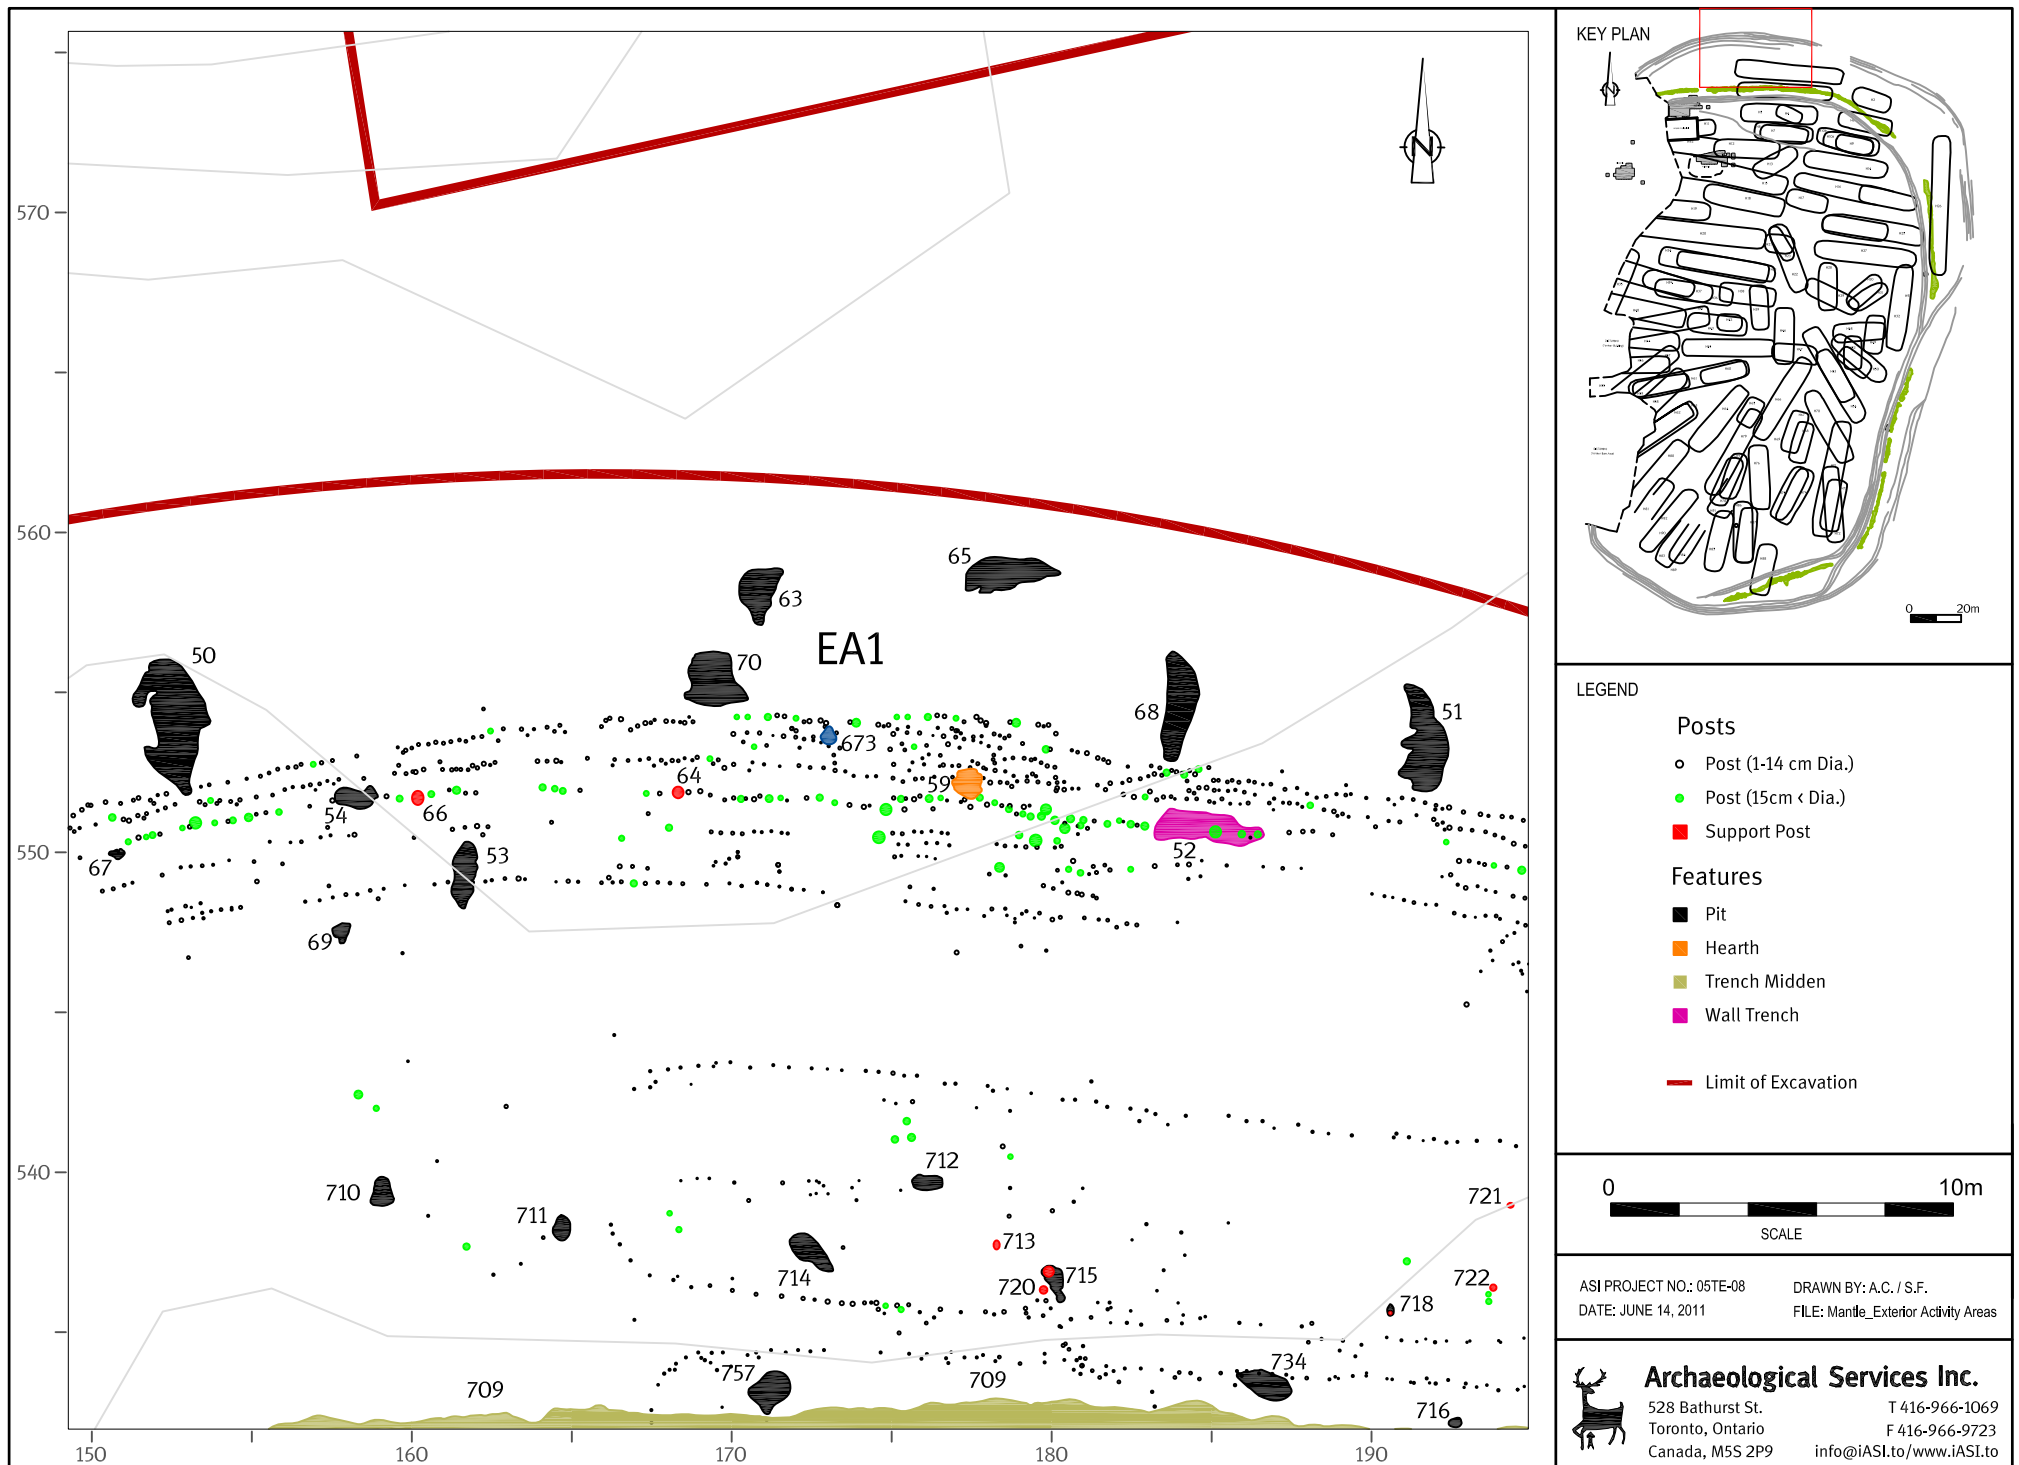 570
560
550
540
150
160
170
180
190
N
EA1
65
63
50
70
68
51
673
64
59
54
66
52
67
53
69
712
710
711
721
713
714
720
715
722
718
757
734
709
709
716
KEY PLAN
0 20m
LEGEND
Posts
Post (1-14 cm Dia.)
Post (15cm < Dia.)
Support Post
Features
Pit
Hearth
Trench Midden
Wall Trench
Limit of Excavation
0 10m
SCALE
ASI PROJECT NO.: 05TE-08 DRAWN BY: A.C. / S.F.
DATE: JUNE 14, 2011 FILE: Mantle_Exterior Activity Areas
Archaeological Services Inc.
528 Bathurst St. T 416-966-1069
Toronto, Ontario F 416-966-9723
Canada, M5S 2P9 info@iASI.to/www.iASI.to